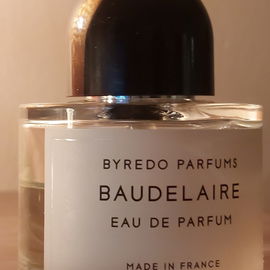 BYREDO PARFUMS
BAUDELAIRE
EAU DE PARFUM
MADE IN FRANCE